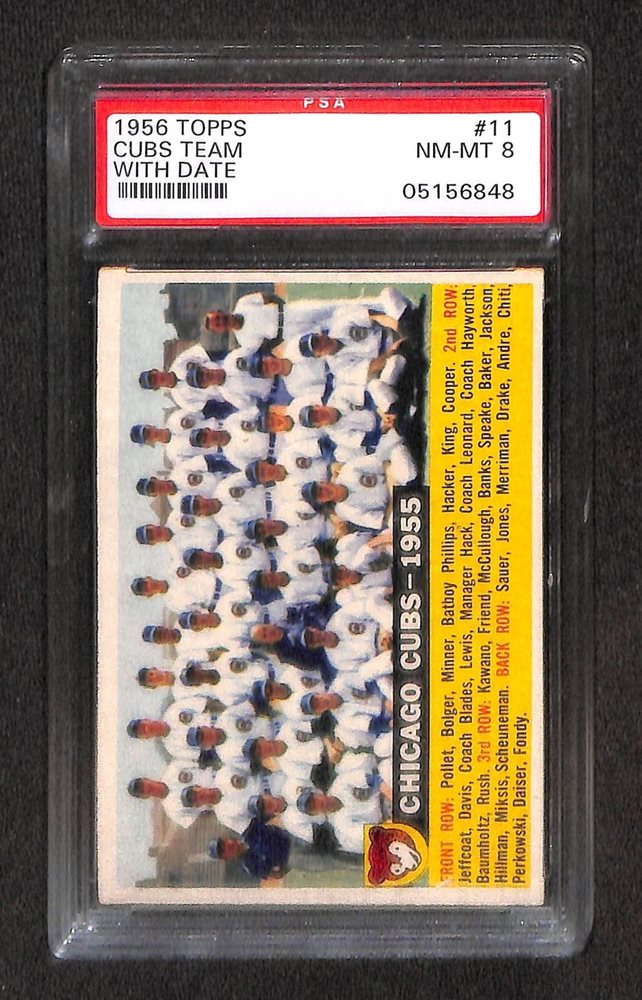 PSA
1956 TOPPS #11
CUBS TEAM NM-MT 8
WITH DATE
05156848
CHICAGO CUBS–1955
FRONT ROW: Pollet, Bolger, Minner, Batboy Phillips, Hacker, King, Cooper. 2nd ROW:
Jeffcoat, Davis, Coach Blades, Lewis, Manager Hack, Coach Leonard, Coach Hayworth,
Baumholtz, Rush. 3rd ROW: Kawano, Friend, McCullough, Banks, Speake, Baker, Jackson,
Hillman, Miksis, Scheuneman. BACK ROW: Sauer, Jones, Merriman, Drake, Andre, Chiti,
Perkowski, Daiser, Fondy.